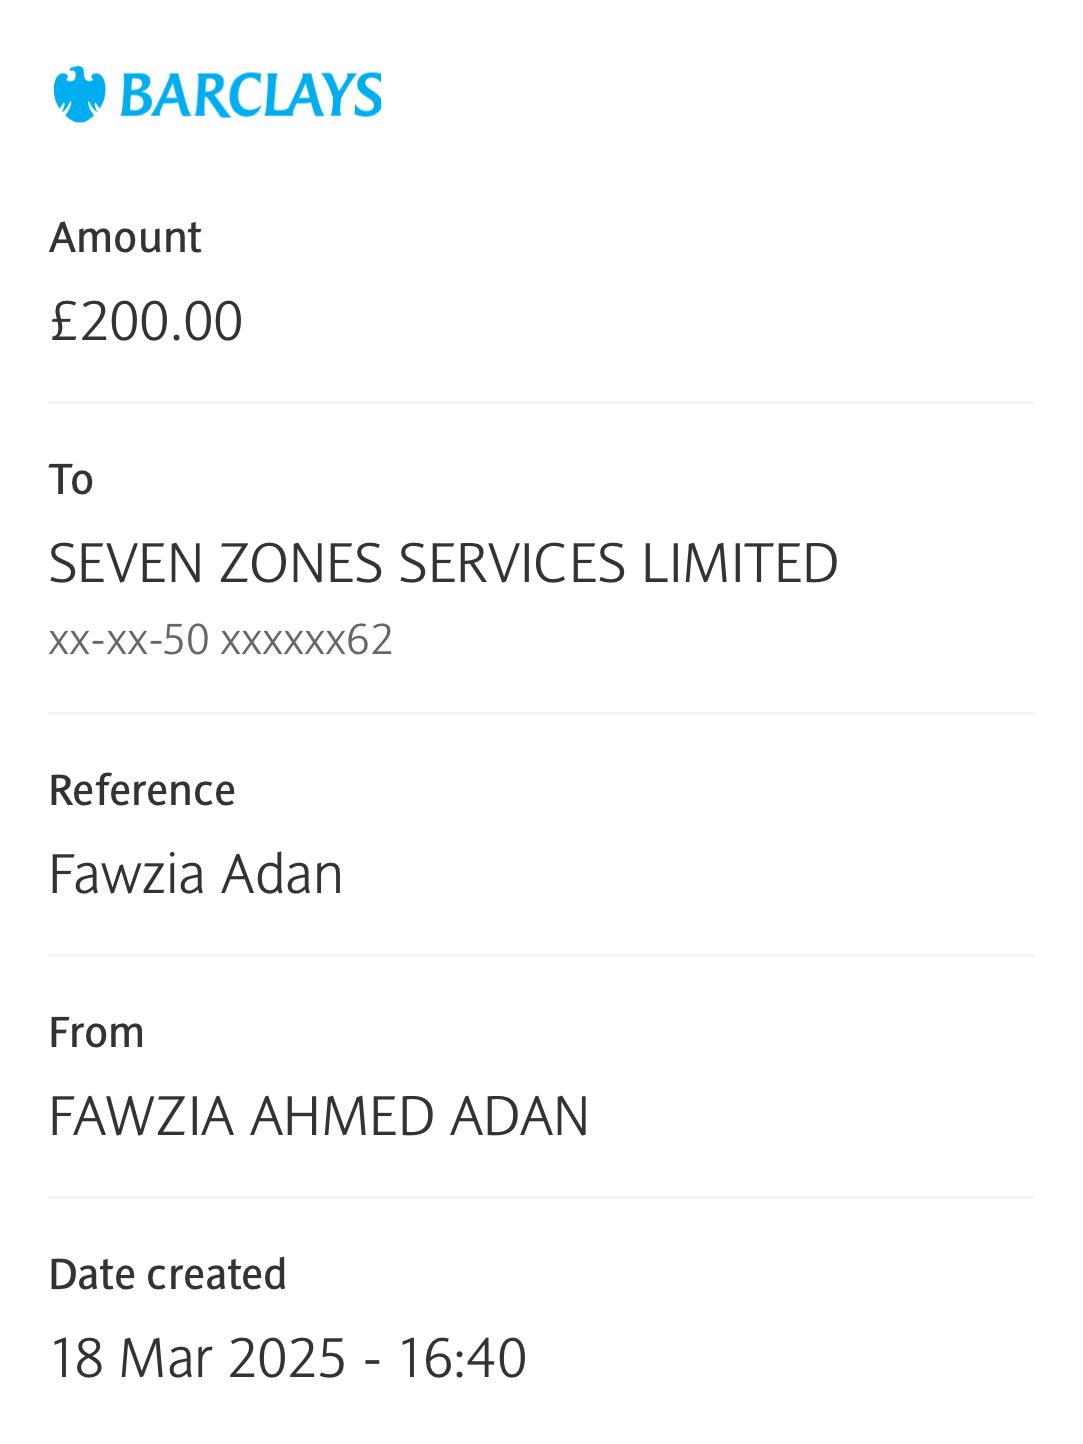 BARCLAYS
Amount
£200.00
To
SEVEN ZONES SERVICES LIMITED
xx-xx-50 xxxxxx62
Reference
Fawzia Adan
From
FAWZIA AHMED ADAN
Date created
18 Mar 2025 - 16:40